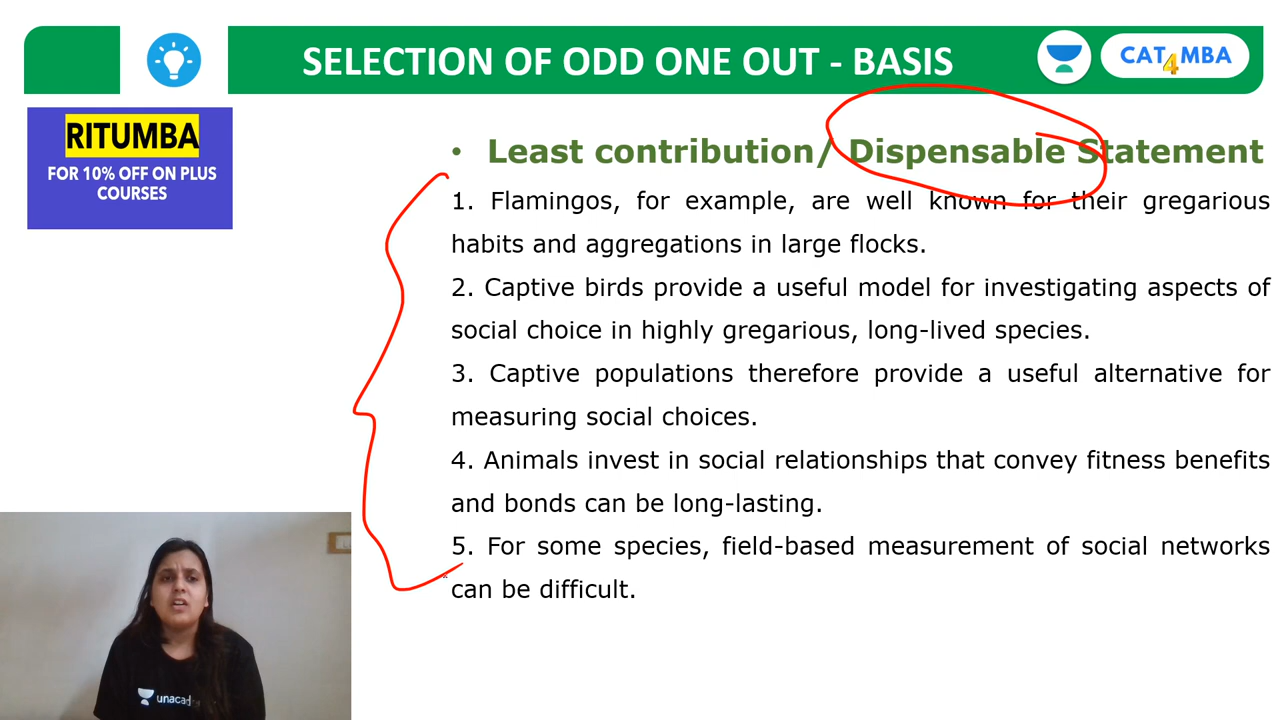 SELECTION OF ODD ONE OUT - BASIS
CAT4MBA
RITUMBA
FOR 10% OFF ON PLUS
COURSES
• Least contribution/ Dispensable Statement
1. Flamingos, for example, are well known for their gregarious
habits and aggregations in large flocks.
2. Captive birds provide a useful model for investigating aspects of
social choice in highly gregarious, long-lived species.
3. Captive populations therefore provide a useful alternative for
measuring social choices.
4. Animals invest in social relationships that convey fitness benefits
and bonds can be long-lasting.
5. For some species, field-based measurement of social networks
can be difficult.